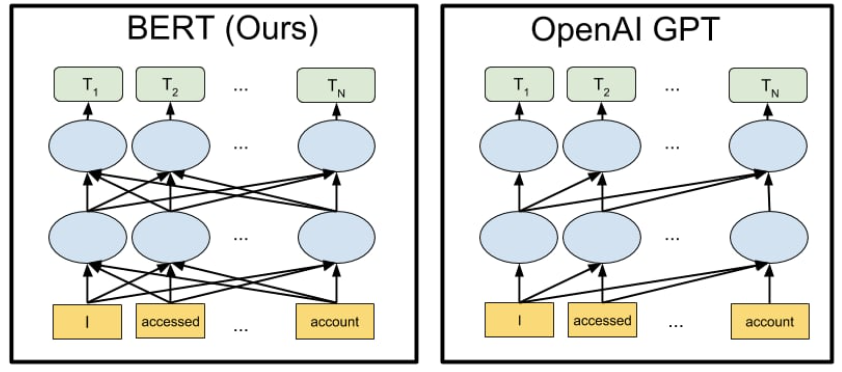 BERT (Ours)
T1 T2 ... TN
...
...
I accessed ... account
OpenAI GPT
T1 T2 ... TN
...
...
I accessed ... account